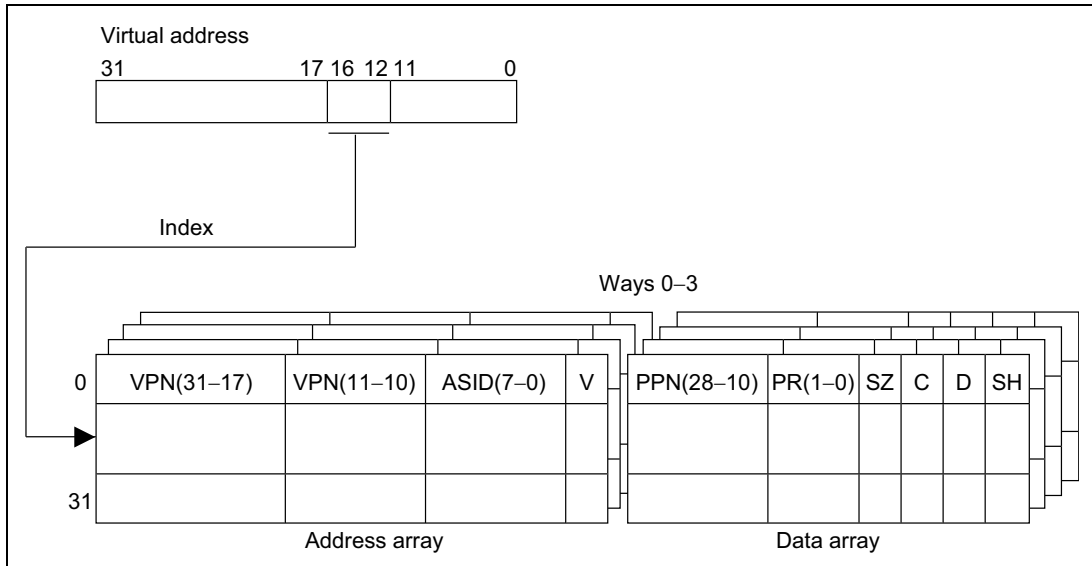 Virtual address
31 17 16 12 11 0
Index
Ways 0–3
0 VPN(31–17) VPN(11–10) ASID(7–0) V PPN(28–10) PR(1–0) SZ C D SH
31
Address array Data array